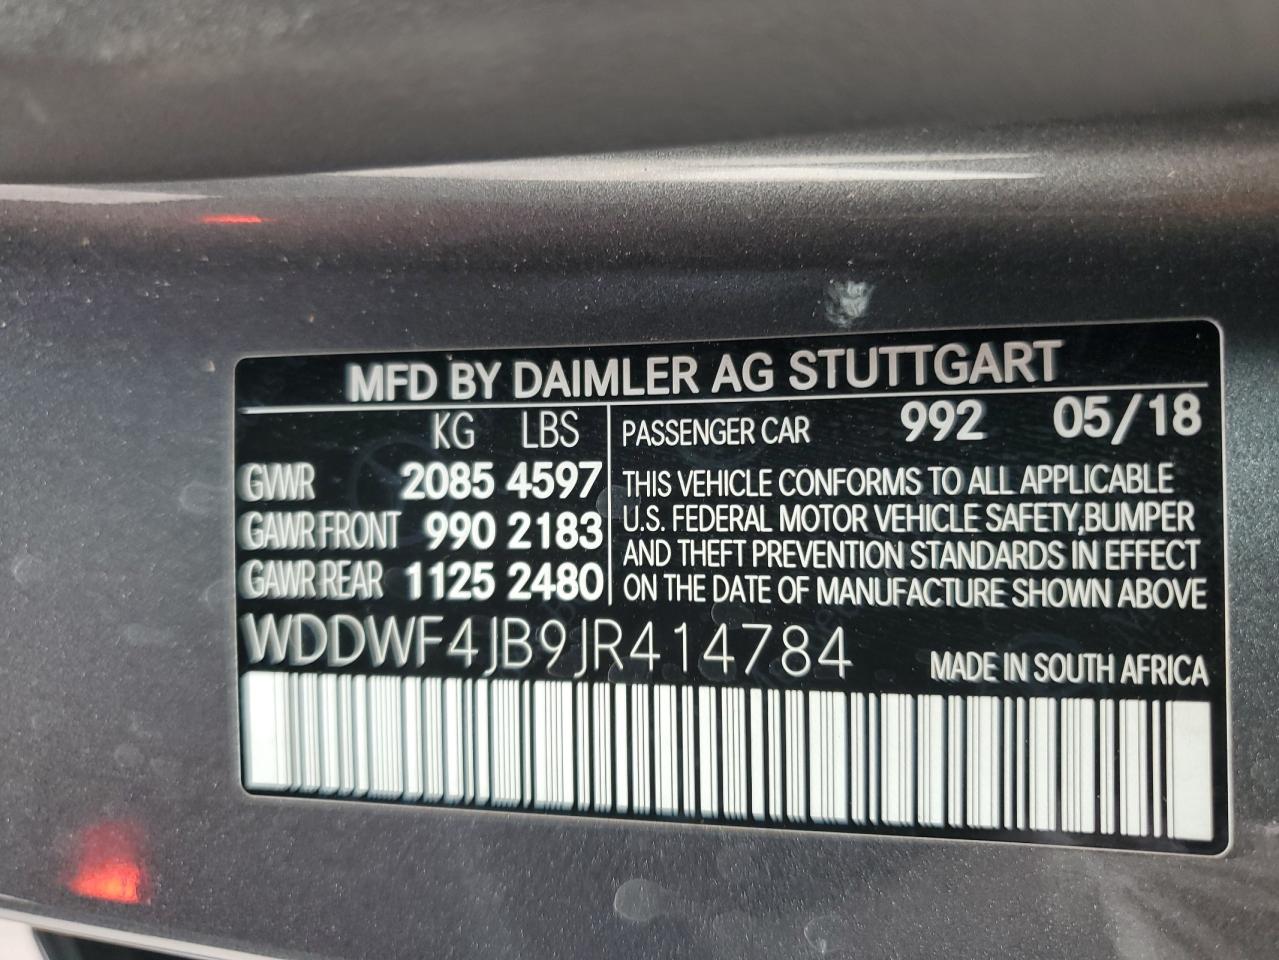 MFD BY DAIMLER AG STUTTGART
KG LBS
GVWR 2085 4597
GAWR FRONT 990 2183
GAWR REAR 1125 2480
PASSENGER CAR 992 05/18
THIS VEHICLE CONFORMS TO ALL APPLICABLE
U.S. FEDERAL MOTOR VEHICLE SAFETY,BUMPER
AND THEFT PREVENTION STANDARDS IN EFFECT
ON THE DATE OF MANUFACTURE SHOWN ABOVE
WDDWF4JB9JR414784
MADE IN SOUTH AFRICA